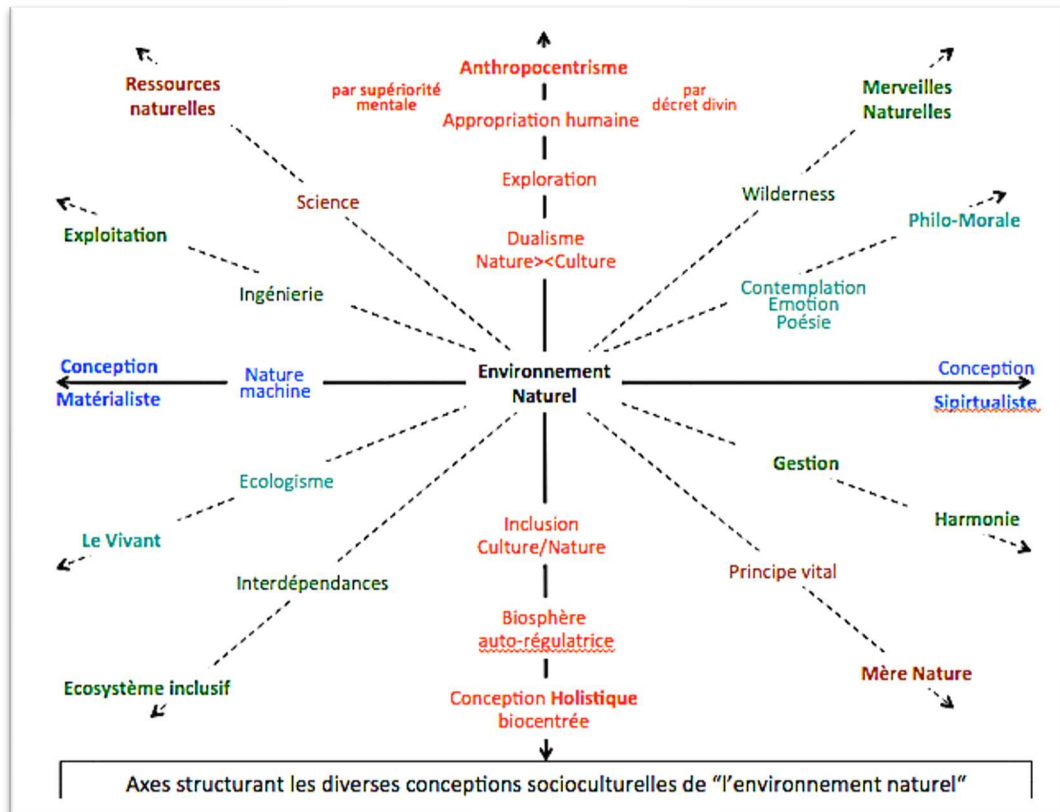 Anthropocentrisme
Ressources
naturelles
par supériorité
mentale
par
décret divin
Merveilles
Naturelles
Appropriation humaine
Exploration
Science
Wilderness
Exploitation
Philo-Morale
Dualisme
Nature><Culture
Ingénierie
Contemplation
Emotion
Poésie
Conception
Matérialiste
Nature
machine
Environnement
Naturel
Conception
Sipirtualiste
Ecologisme
Gestion
Le Vivant
Inclusion
Culture/Nature
Harmonie
Interdépendances
Principe vital
Biosphère
auto-régulatrice
Ecosystème inclusif
Mère Nature
Conception Holistique
biocentrée
Axes structurant les diverses conceptions socioculturelles de "l'environnement naturel"